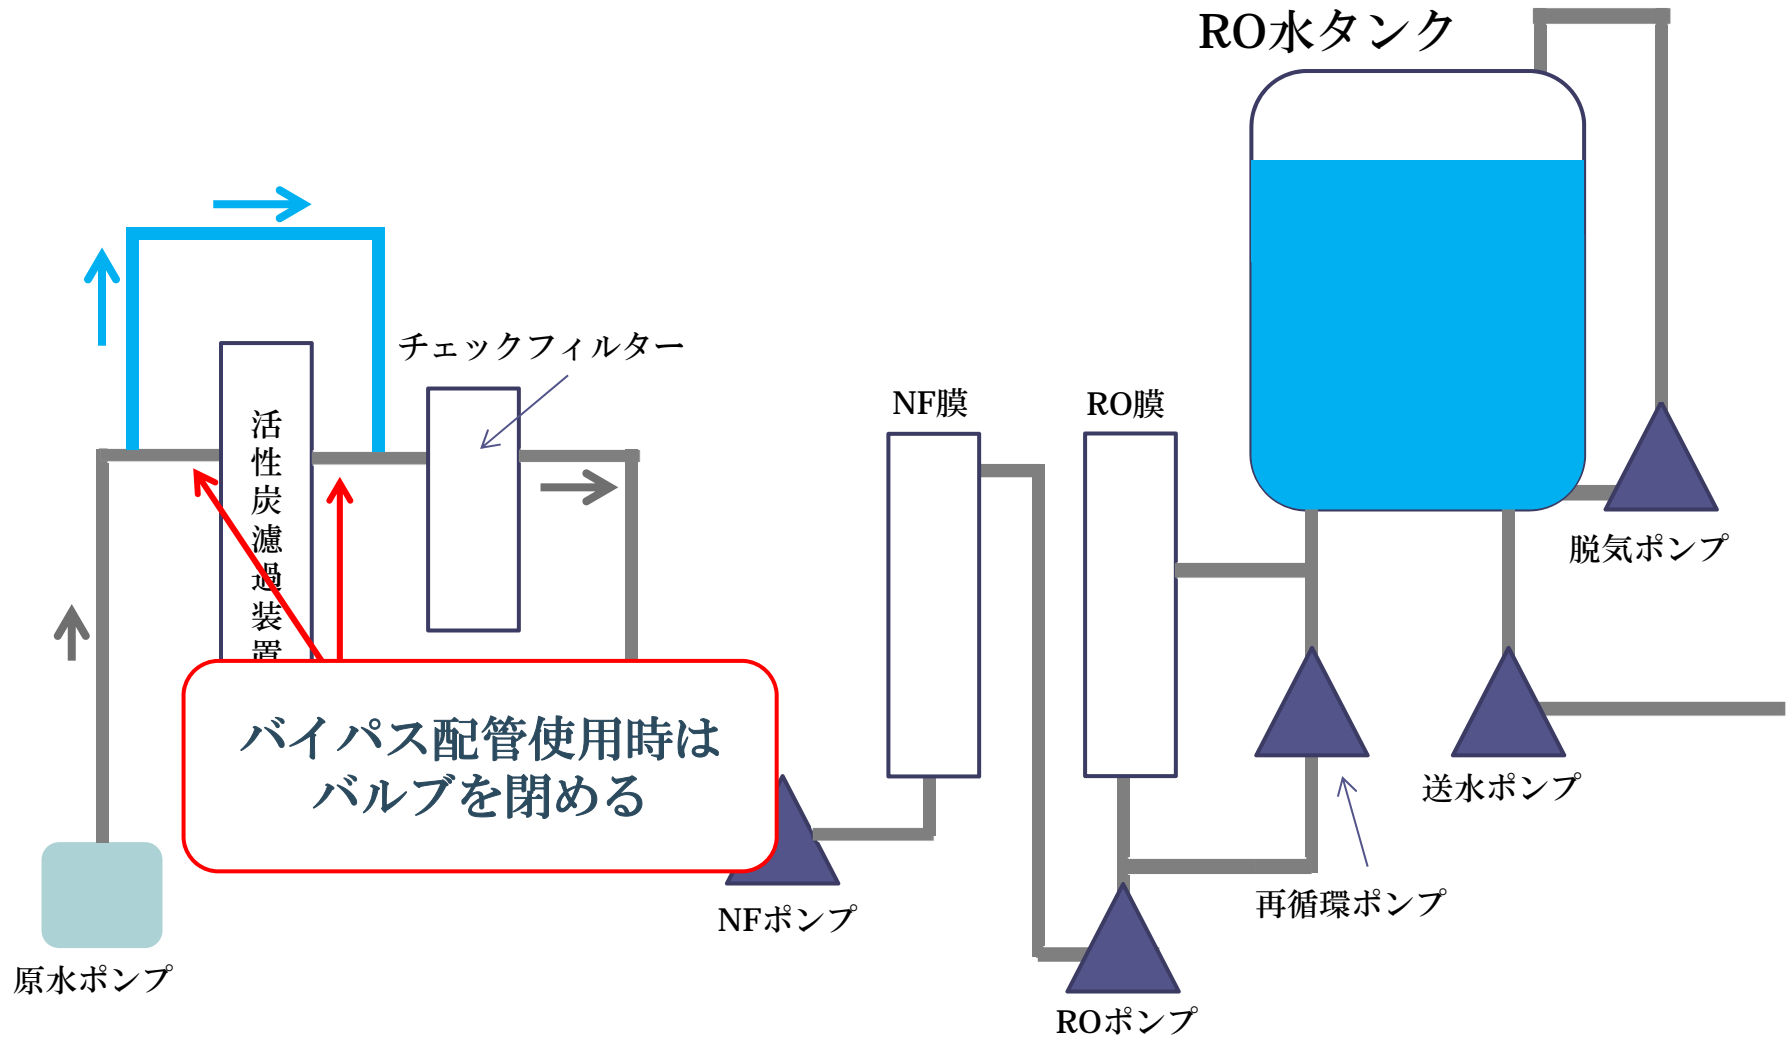 RO水タンク
チェックフィルター
活性炭濾過装置
NF膜
RO膜
脱気ポンプ
バイパス配管使用時は
バルブを閉める
送水ポンプ
再循環ポンプ
NFポンプ
原水ポンプ
ROポンプ